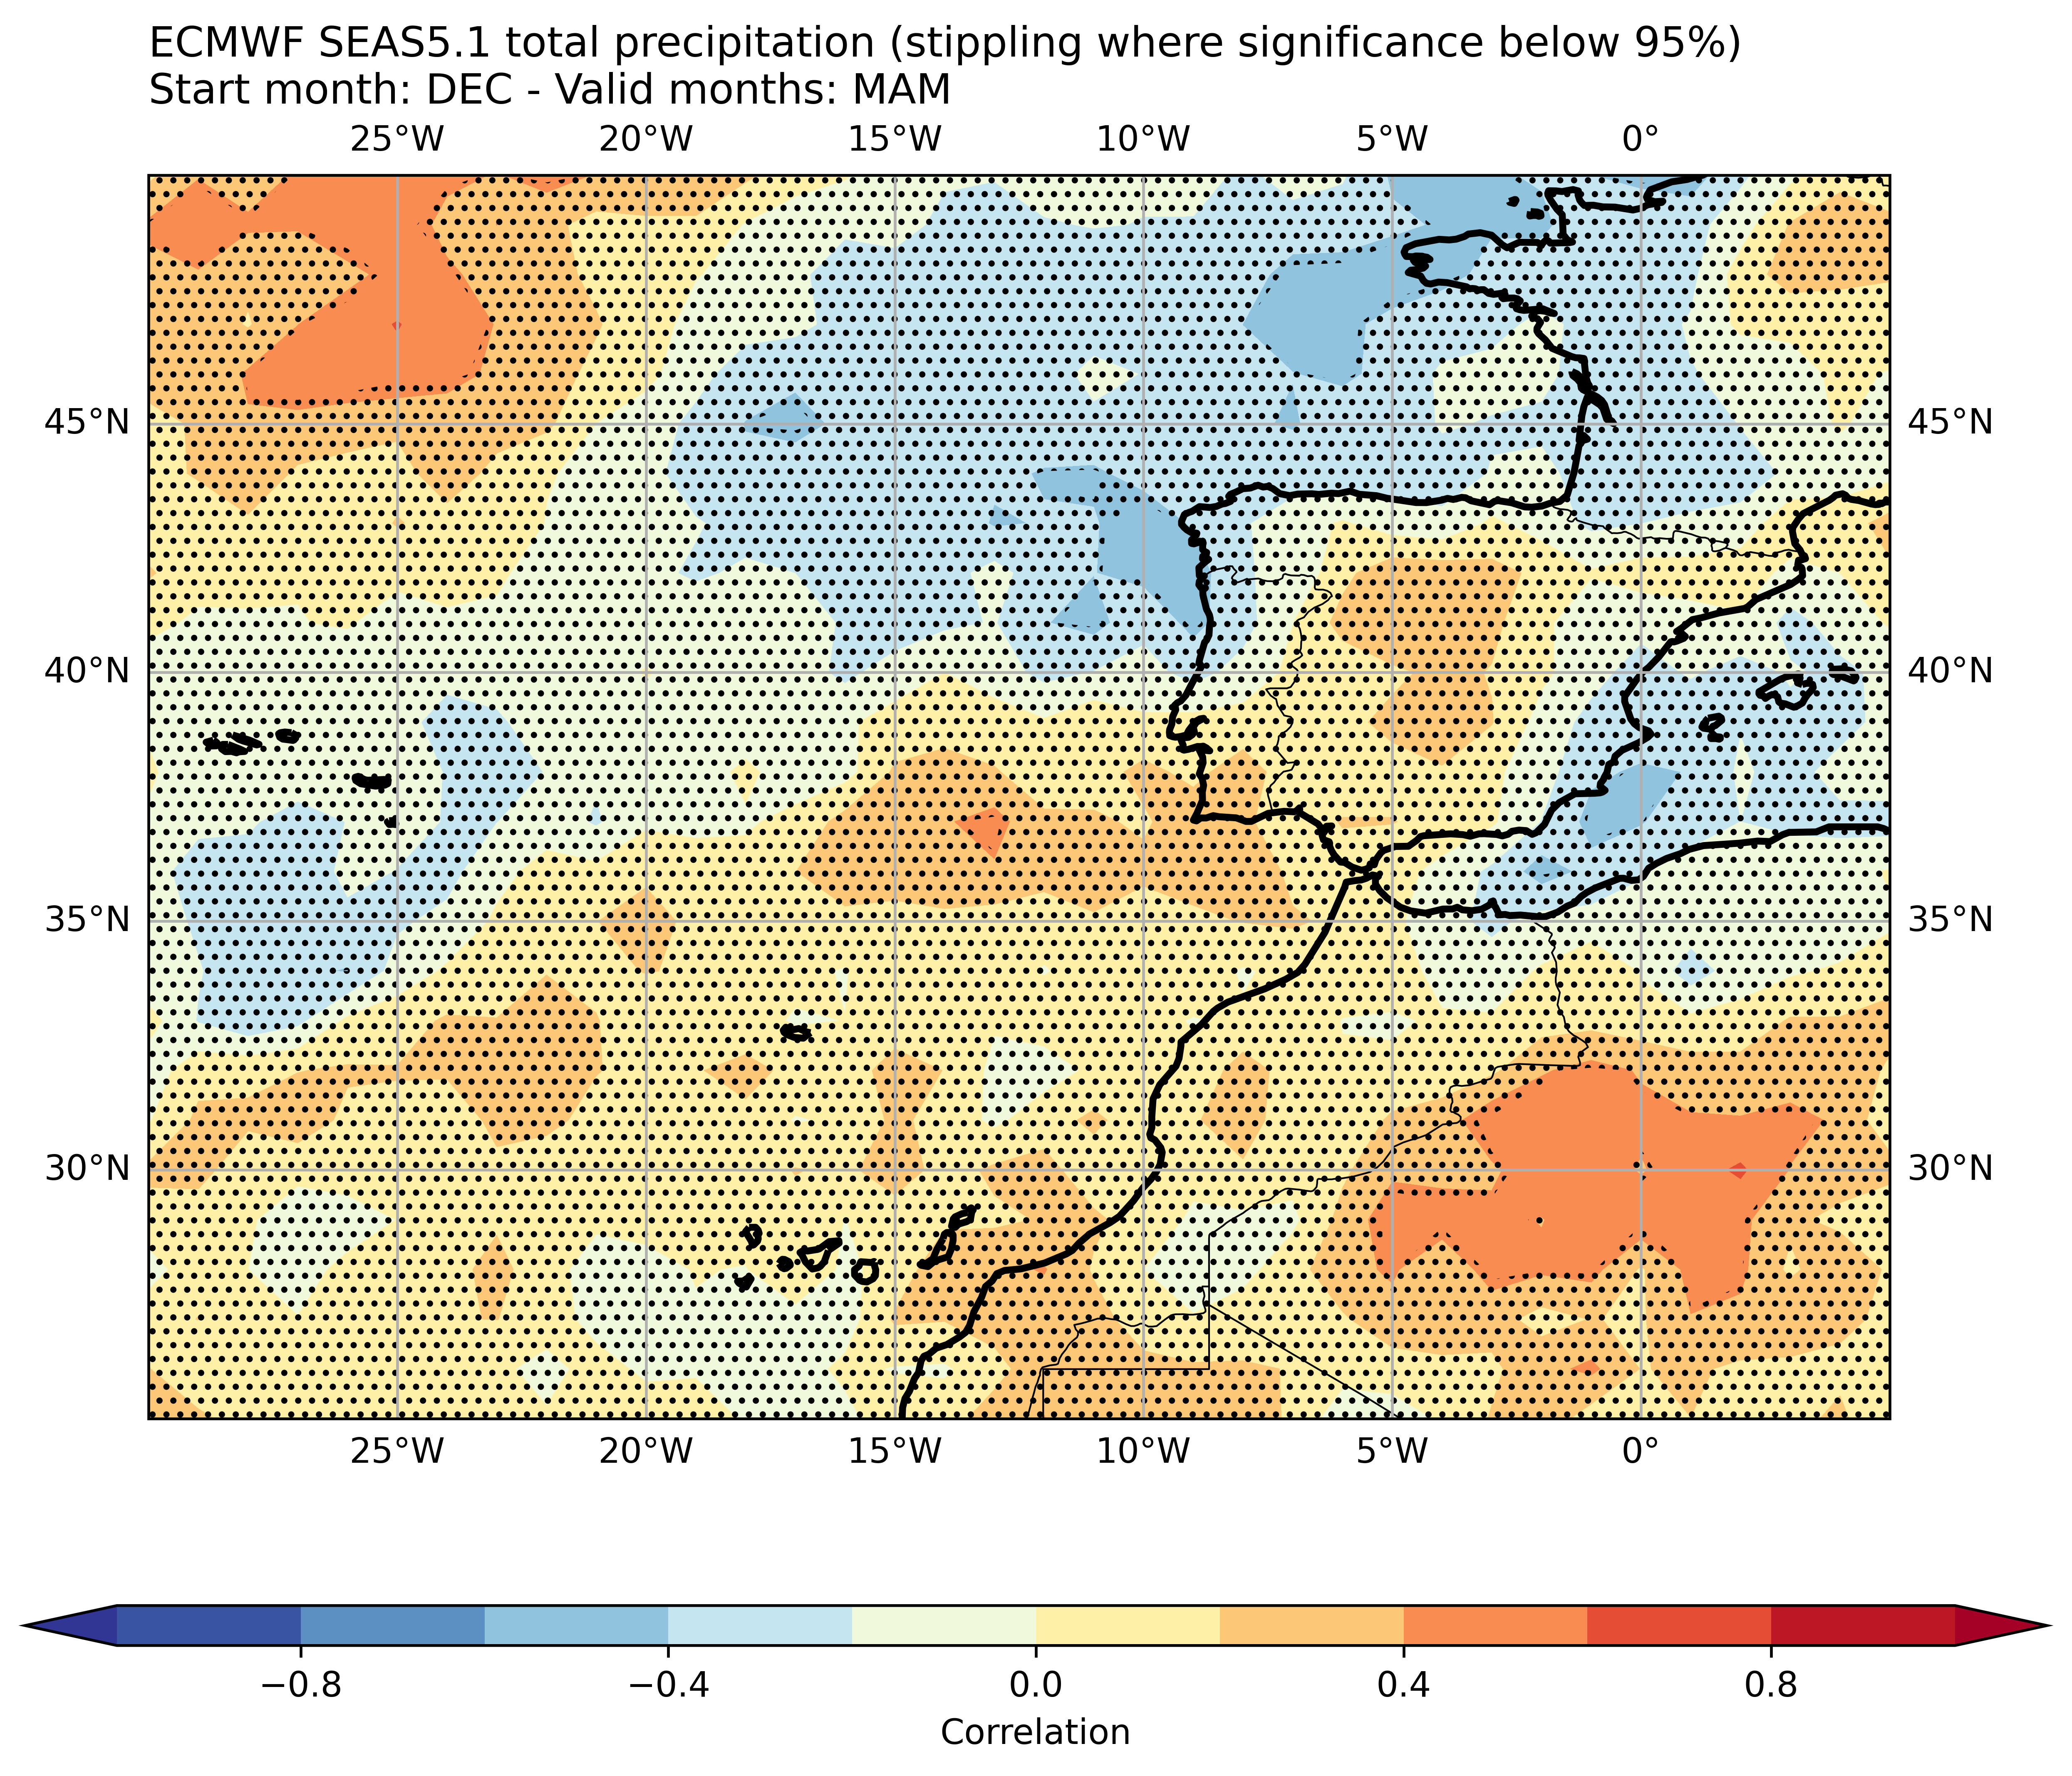 ECMWF SEAS5.1 total precipitation (stippling where significance below 95%)
Start month: DEC - Valid months: MAM
25°W 20°W 15°W 10°W 5°W 0°
45°N 45°N
40°N 40°N
35°N 35°N
30°N 30°N
25°W 20°W 15°W 10°W 5°W 0°
−0.8 −0.4 0.0 0.4 0.8
Correlation